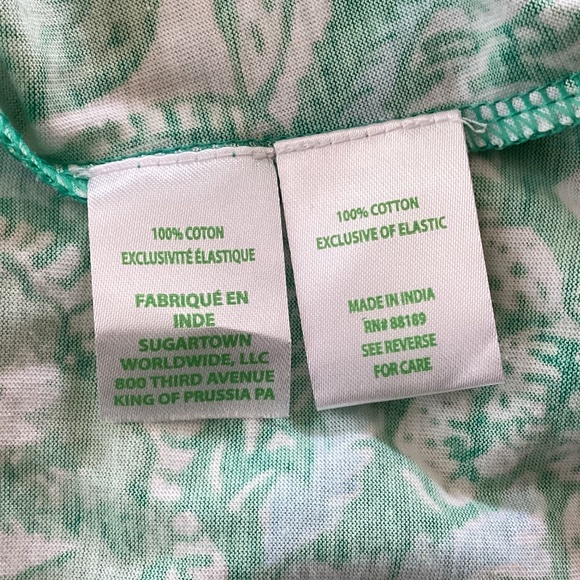 100% COTON
EXCLUSIVITÉ ÉLASTIQUE
FABRIQUÉ EN
INDE
SUGARTOWN
WORLDWIDE, LLC
800 THIRD AVENUE
KING OF PRUSSIA PA
100% COTTON
EXCLUSIVE OF ELASTIC
MADE IN INDIA
RN# 88189
SEE REVERSE
FOR CARE